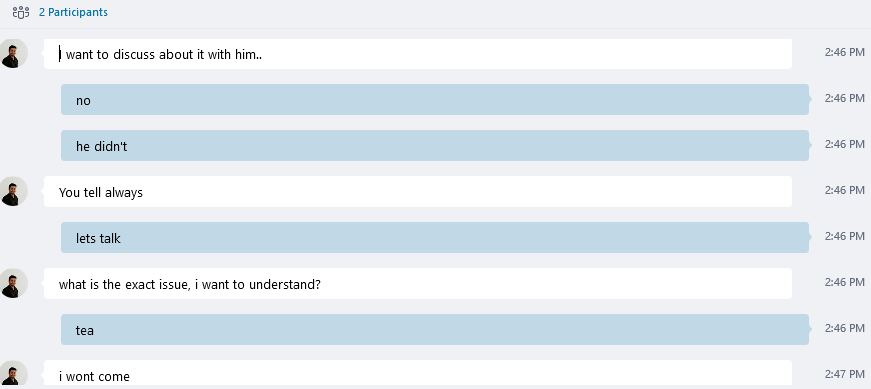 2 Participants
I want to discuss about it with him.. 2:46 PM
no 2:46 PM
he didn't 2:46 PM
You tell always 2:46 PM
lets talk 2:46 PM
what is the exact issue, i want to understand? 2:46 PM
tea 2:46 PM
i wont come 2:47 PM